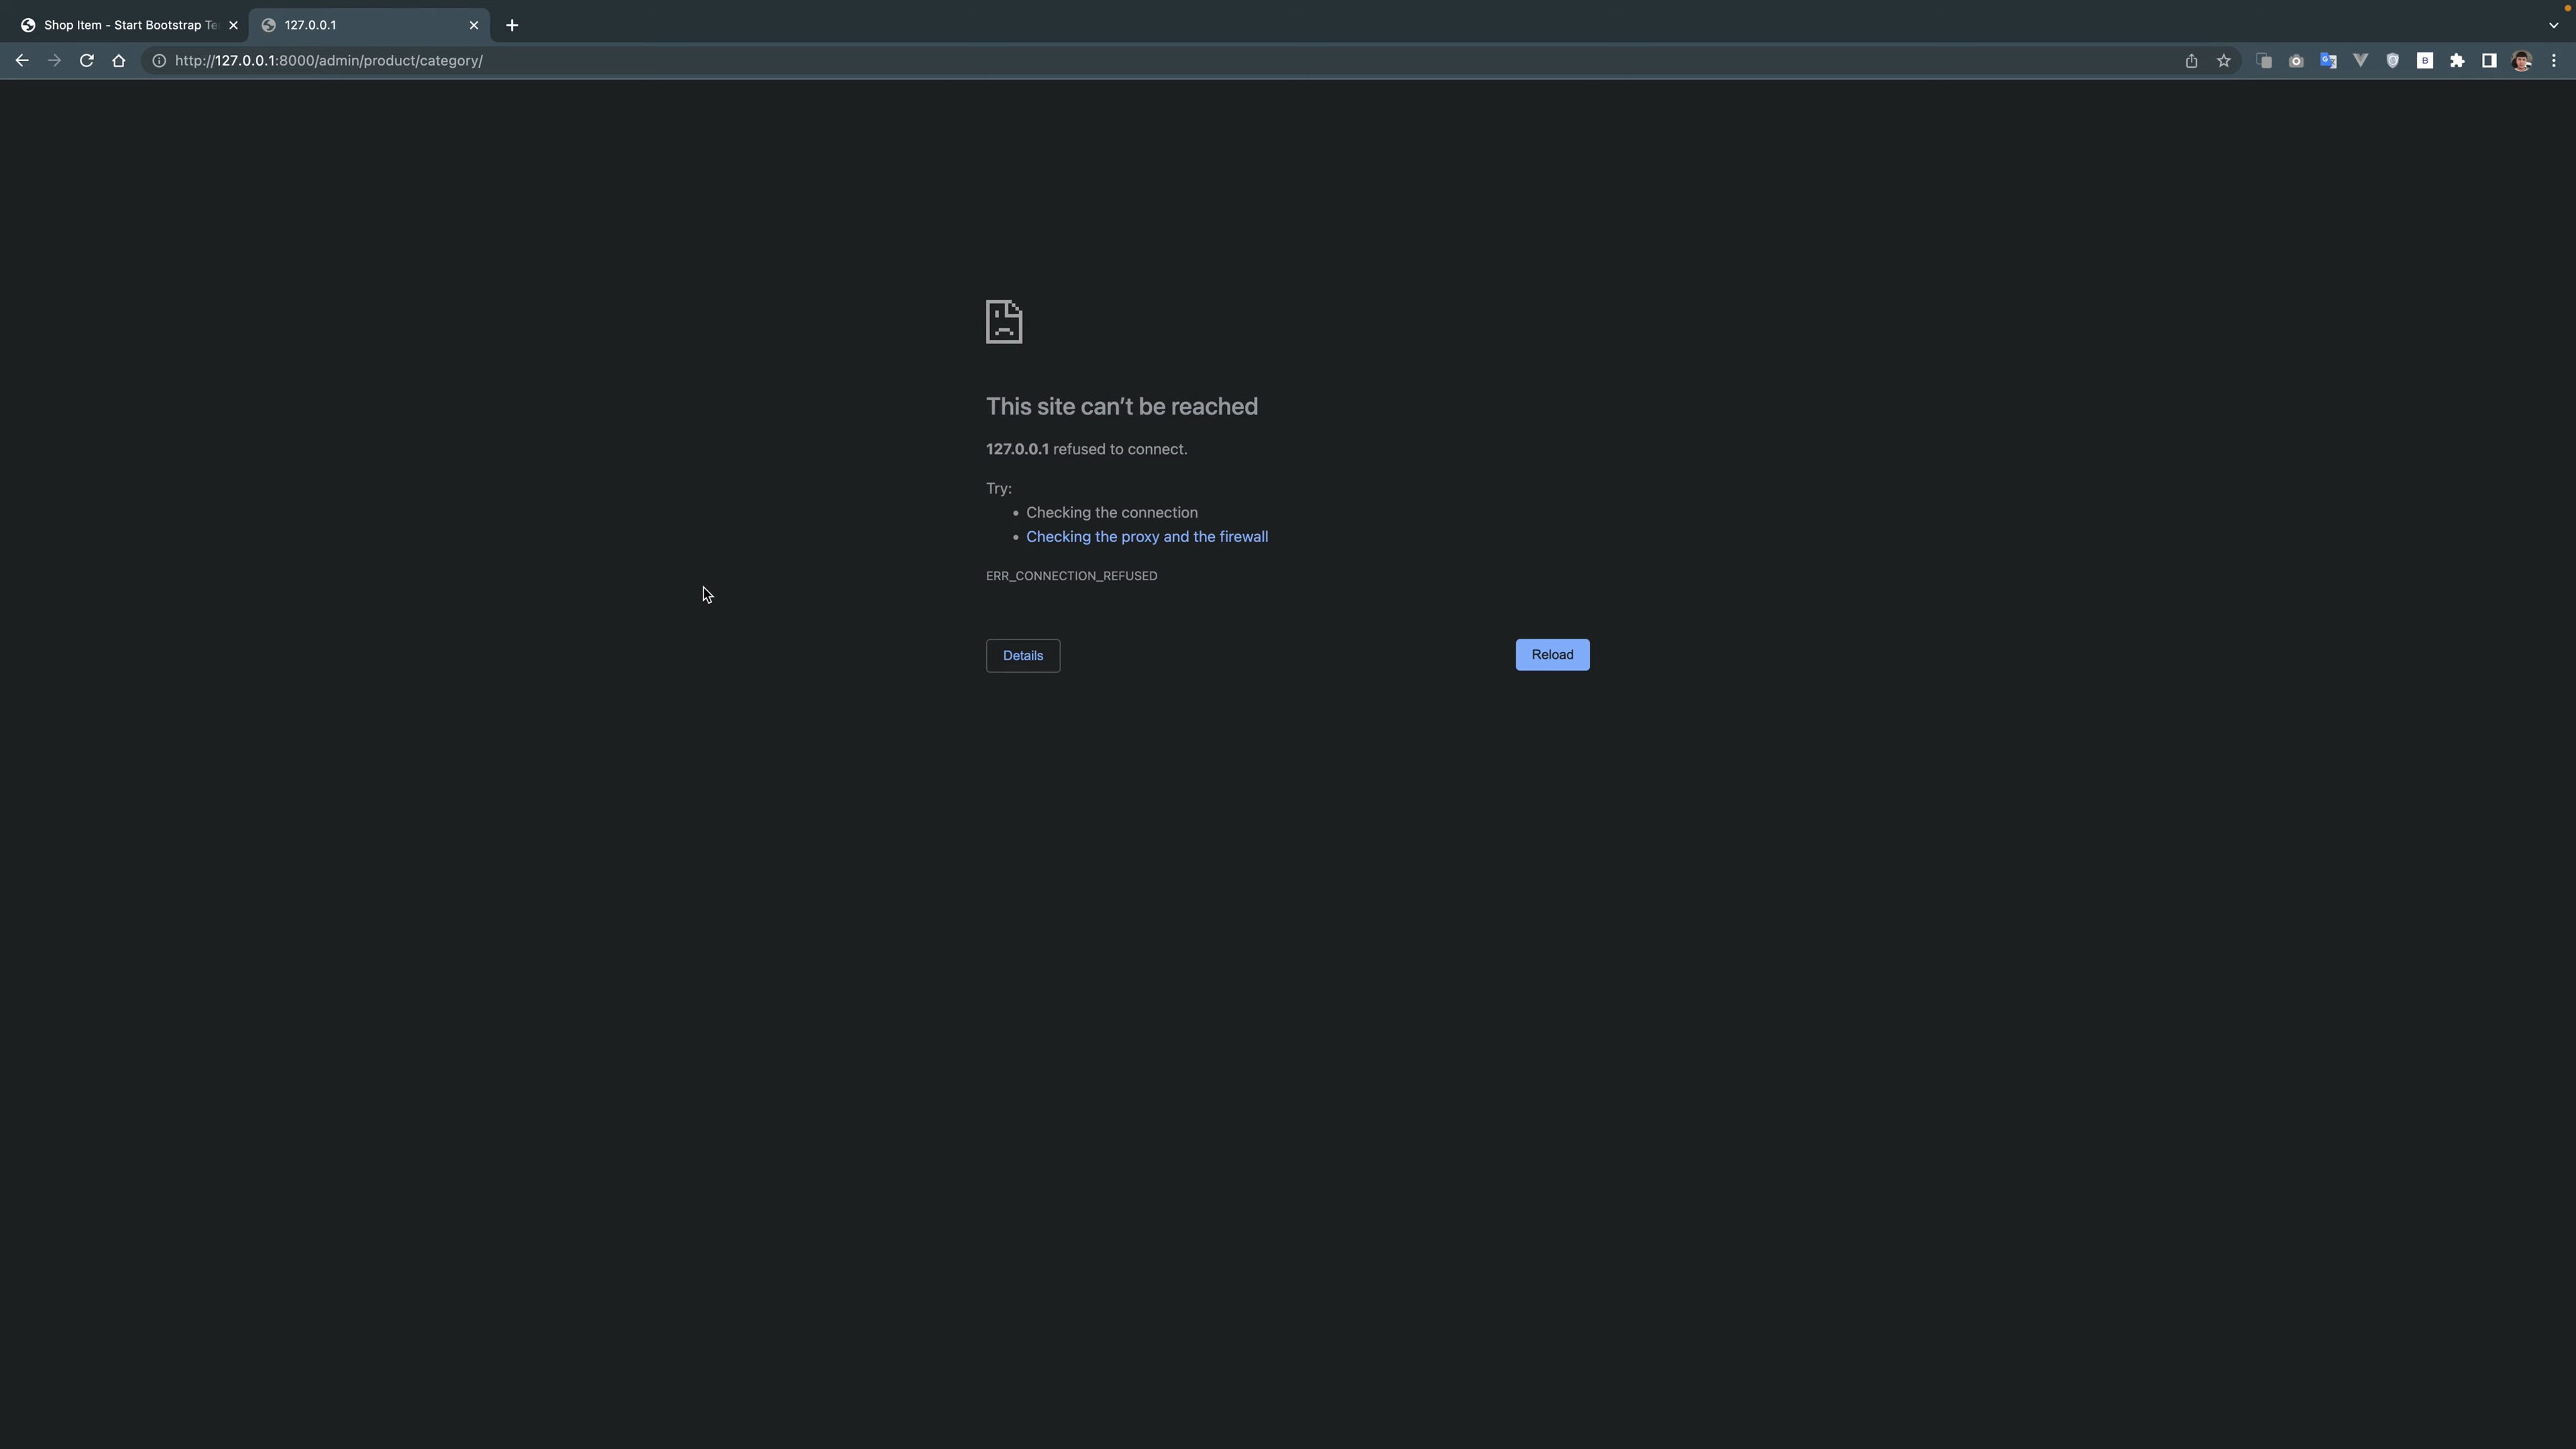 Shop Item - Start Bootstrap Te
127.0.0.1
http://127.0.0.1:8000/admin/product/category/
B
This site can't be reached
127.0.0.1 refused to connect.
Try:
• Checking the connection
• Checking the proxy and the firewall
ERR_CONNECTION_REFUSED
Details
Reload